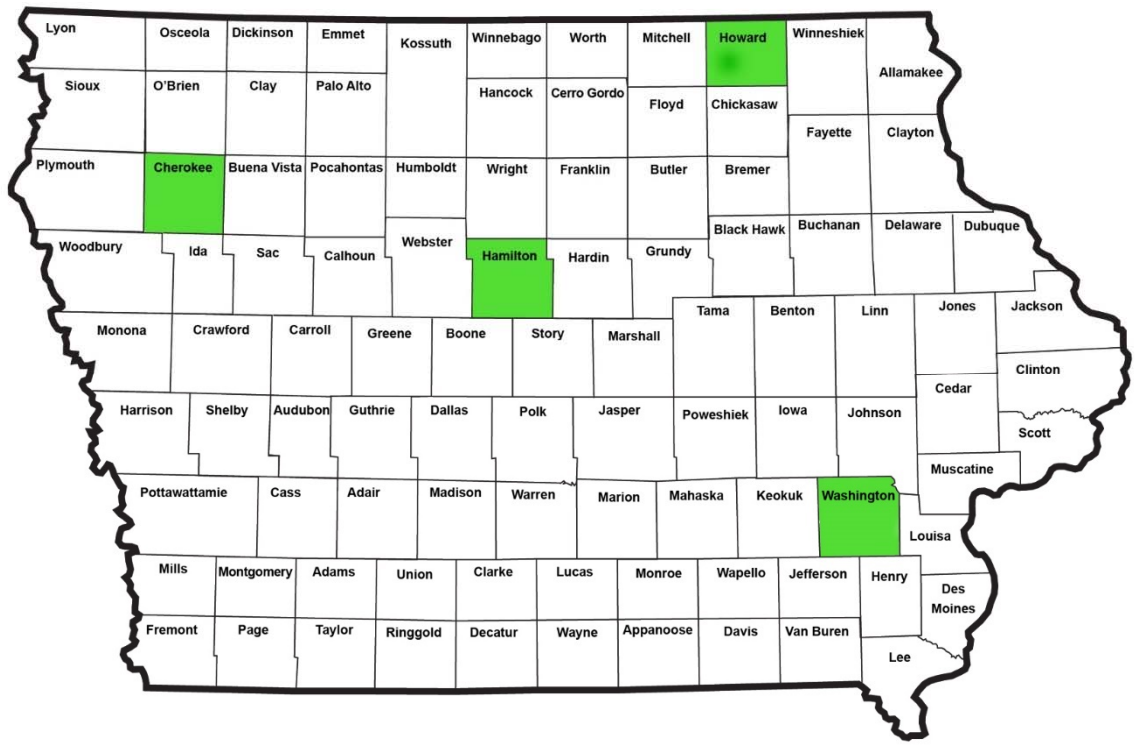 Lyon
Osceola
Dickinson
Emmet
Kossuth
Winnebago
Worth
Mitchell
Howard
Winneshiek
Allamakee
Sioux
O'Brien
Clay
Palo Alto
Hancock
Cerro Gordo
Floyd
Chickasaw
Fayette
Clayton
Plymouth
Cherokee
Buena Vista
Pocahontas
Humboldt
Wright
Franklin
Butler
Bremer
Woodbury
Ida
Sac
Calhoun
Webster
Hamilton
Hardin
Grundy
Black Hawk
Buchanan
Delaware
Dubuque
Monona
Crawford
Carroll
Greene
Boone
Story
Marshall
Tama
Benton
Linn
Jones
Jackson
Clinton
Cedar
Harrison
Shelby
Audubon
Guthrie
Dallas
Polk
Jasper
Poweshiek
Iowa
Johnson
Scott
Muscatine
Pottawattamie
Cass
Adair
Madison
Warren
Marion
Mahaska
Keokuk
Washington
Louisa
Mills
Montgomery
Adams
Union
Clarke
Lucas
Monroe
Wapello
Jefferson
Henry
Des
Moines
Fremont
Page
Taylor
Ringgold
Decatur
Wayne
Appanoose
Davis
Van Buren
Lee